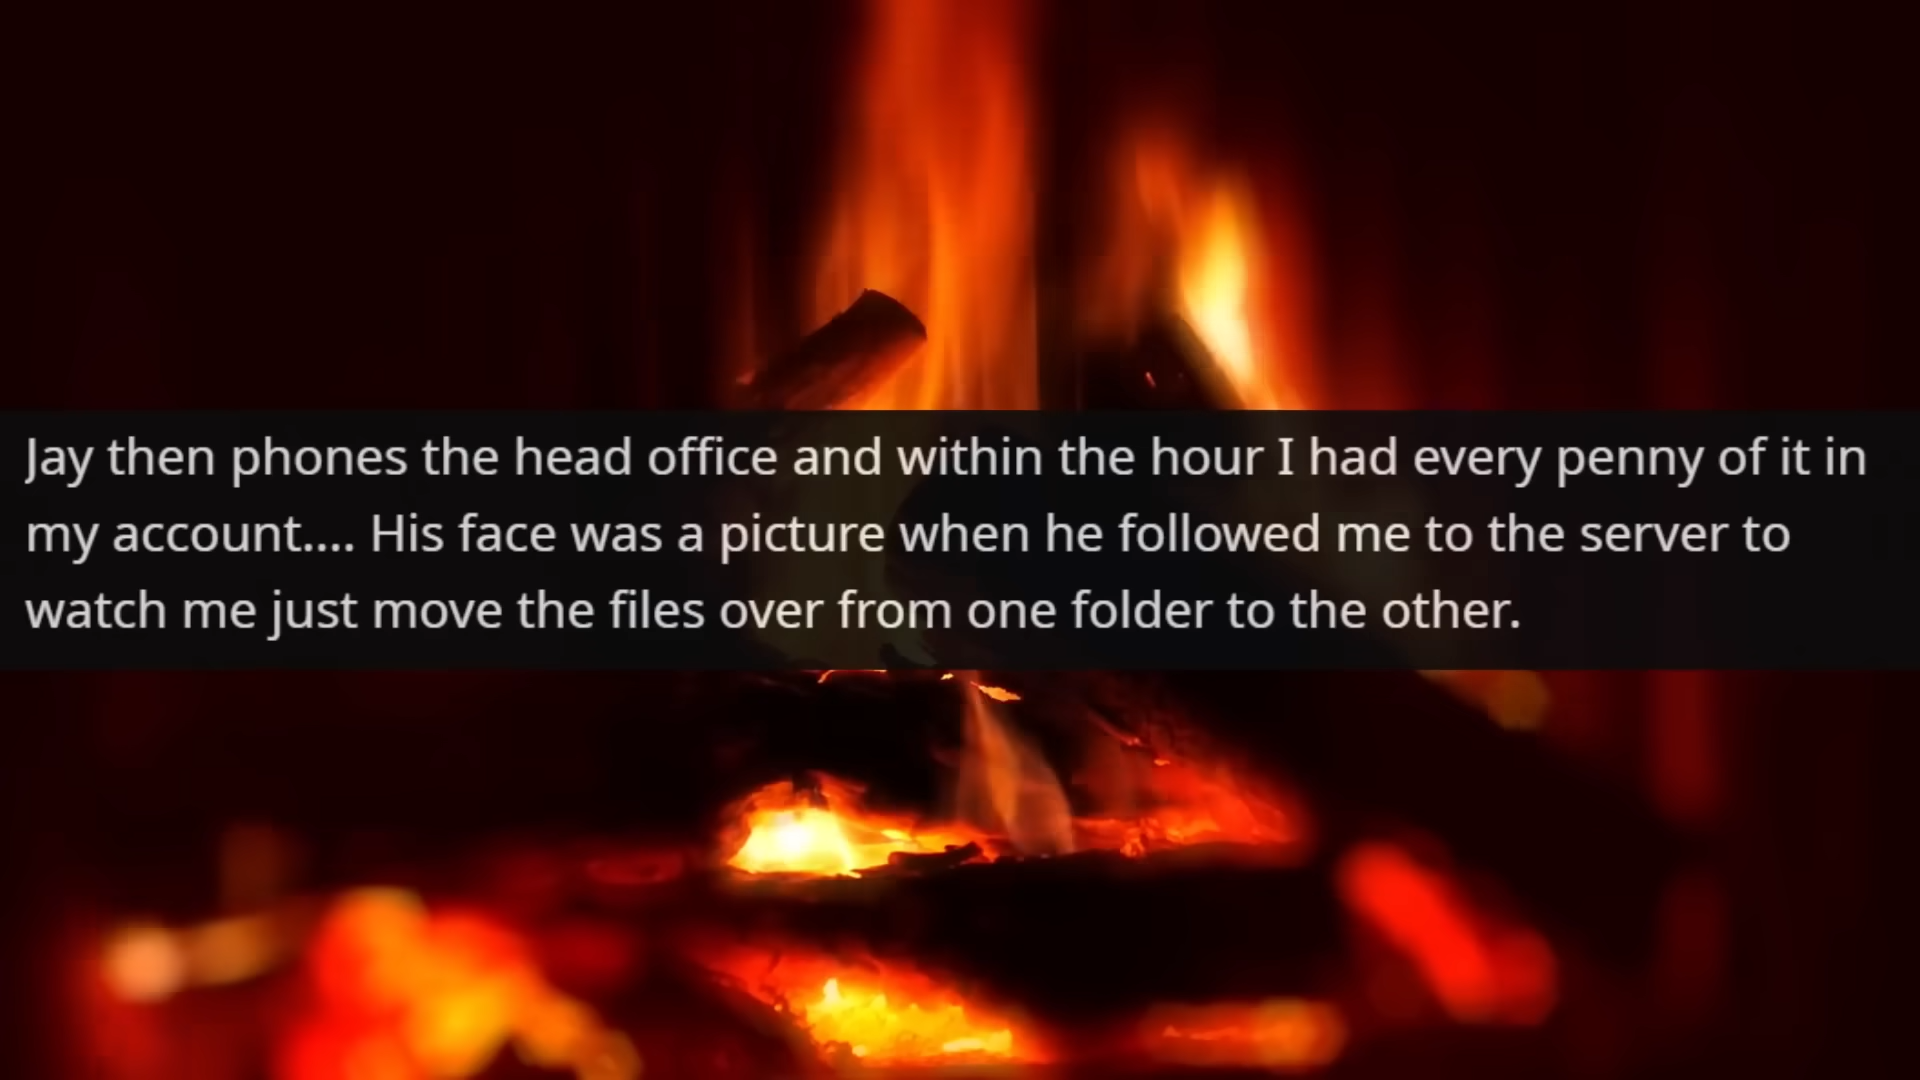 Jay then phones the head office and within the hour I had every penny of it in
my account.... His face was a picture when he followed me to the server to
watch me just move the files over from one folder to the other.